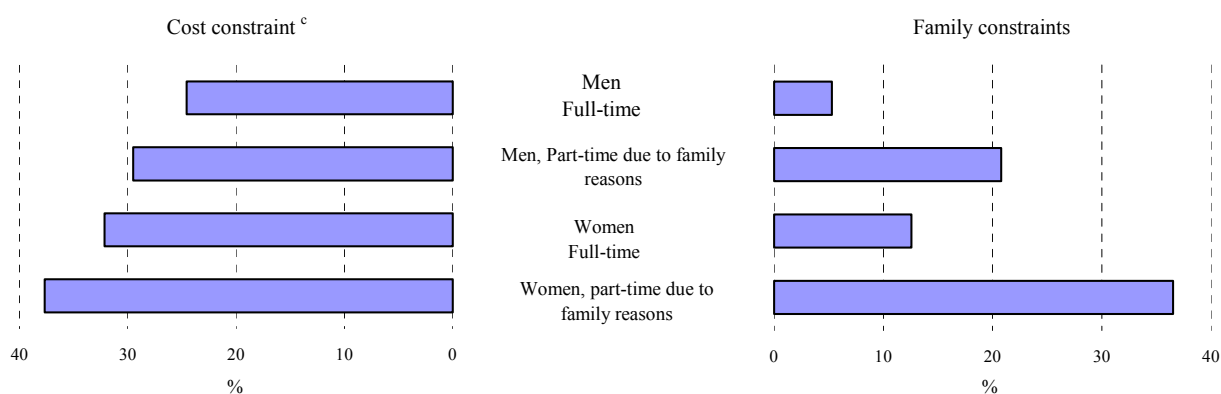 Cost constraint c
Family constraints
Men
Full-time
Men, Part-time due to family
reasons
Women
Full-time
Women, part-time due to
family reasons
40 30 20 10 0
%
0 10 20 30 40
%